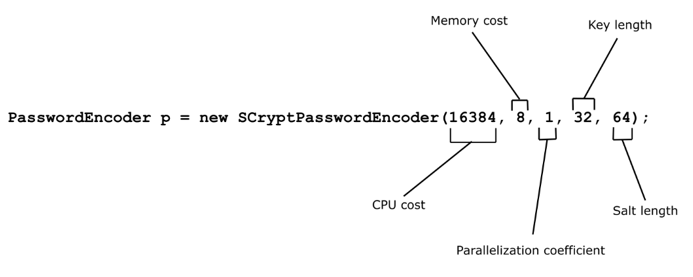 Memory cost
Key length
PasswordEncoder p = new SCryptPasswordEncoder(16384, 8, 1, 32, 64);
CPU cost
Salt length
Parallelization coefficient